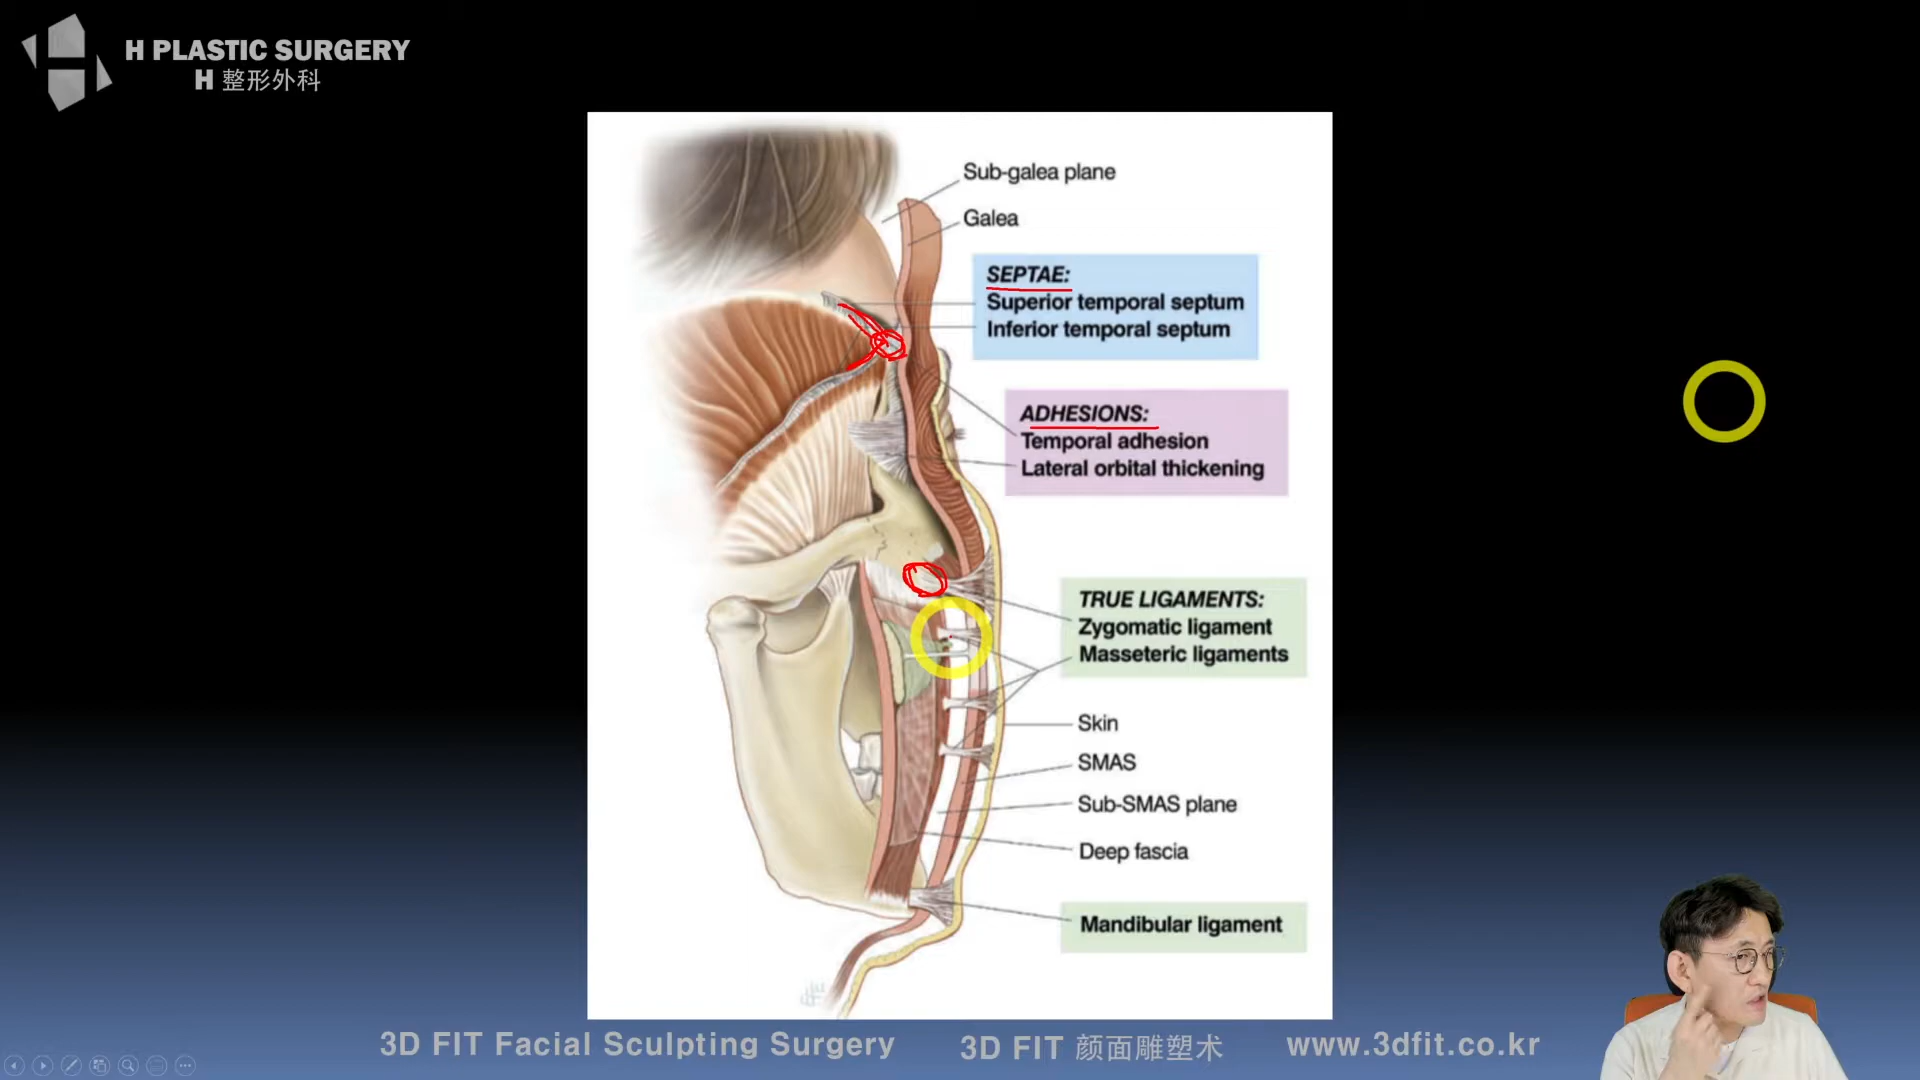 H PLASTIC SURGERY
H 整形外科
Sub-galea plane
Galea
SEPTAE:
Superior temporal septum
Inferior temporal septum
ADHESIONS:
Temporal adhesion
Lateral orbital thickening
TRUE LIGAMENTS:
Zygomatic ligament
Masseteric ligaments
Skin
SMAS
Sub-SMAS plane
Deep fascia
Mandibular ligament
3D FIT Facial Sculpting Surgery 3D FIT 颜面雕塑术 www.3dfit.co.kr